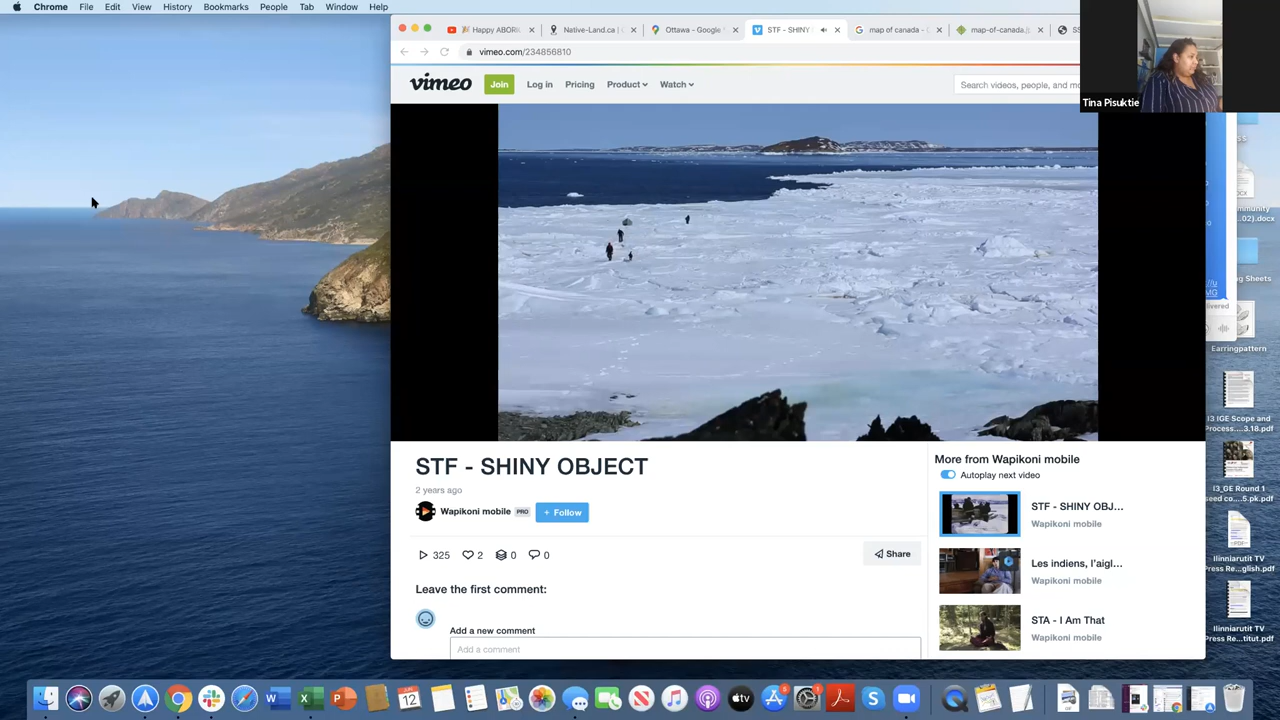 Chrome File Edit View History Bookmarks People Tab Window Help
Happy ABORI
Native-Land.ca | C
Ottawa - Google
STF - SHINY
map of canada - g
map-of-canada.j
vimeo.com/234856810
vimeo Join Log in Pricing Product Watch
Search videos, people, and mo
Tina Pisuktie
STF - SHINY OBJECT
2 years ago
Wapikoni mobile PRO + Follow
325 2 0 0
Share
Leave the first comment:
Add a new comment
Add a comment
More from Wapikoni mobile
Autoplay next video
STF - SHINY OBJ...
Wapikoni mobile
Les indiens, l'aigl...
Wapikoni mobile
STA - I Am That
Wapikoni mobile
DOCX
02).docx
Earringpattern
I3 IGE Scope and
Process....3.18.pdf
I3_GE Round 1
seed co...5.pk.pdf
Ilinniarutit TV
Press Re...glish.pdf
Ilinniarutit TV
Press Re...titut.pdf
12